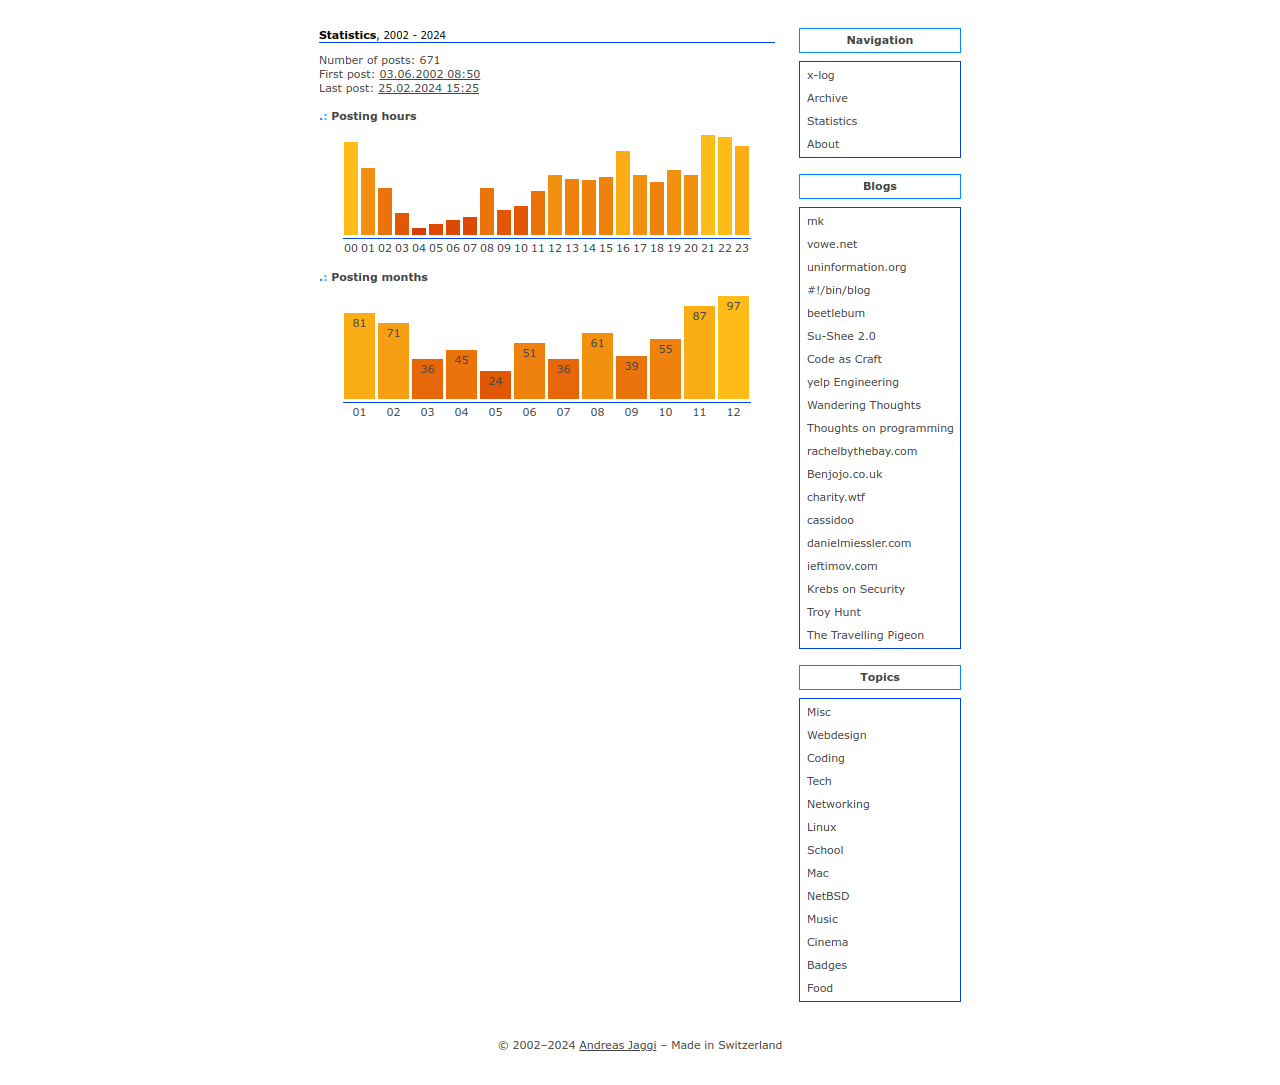 Statistics, 2002 - 2024
Number of posts: 671
First post: 03.06.2002 08:50
Last post: 25.02.2024 15:25
.: Posting hours
00 01 02 03 04 05 06 07 08 09 10 11 12 13 14 15 16 17 18 19 20 21 22 23
.: Posting months
81 71 36 45 24 51 36 61 39 55 87 97
01 02 03 04 05 06 07 08 09 10 11 12
Navigation
x-log
Archive
Statistics
About
Blogs
mk
vowe.net
uninformation.org
#!/bin/blog
beetlebum
Su-Shee 2.0
Code as Craft
yelp Engineering
Wandering Thoughts
Thoughts on programming
rachelbythebay.com
Benjojo.co.uk
charity.wtf
cassidoo
danielmiessler.com
ieftimov.com
Krebs on Security
Troy Hunt
The Travelling Pigeon
Topics
Misc
Webdesign
Coding
Tech
Networking
Linux
School
Mac
NetBSD
Music
Cinema
Badges
Food
© 2002–2024 Andreas Jaggi – Made in Switzerland